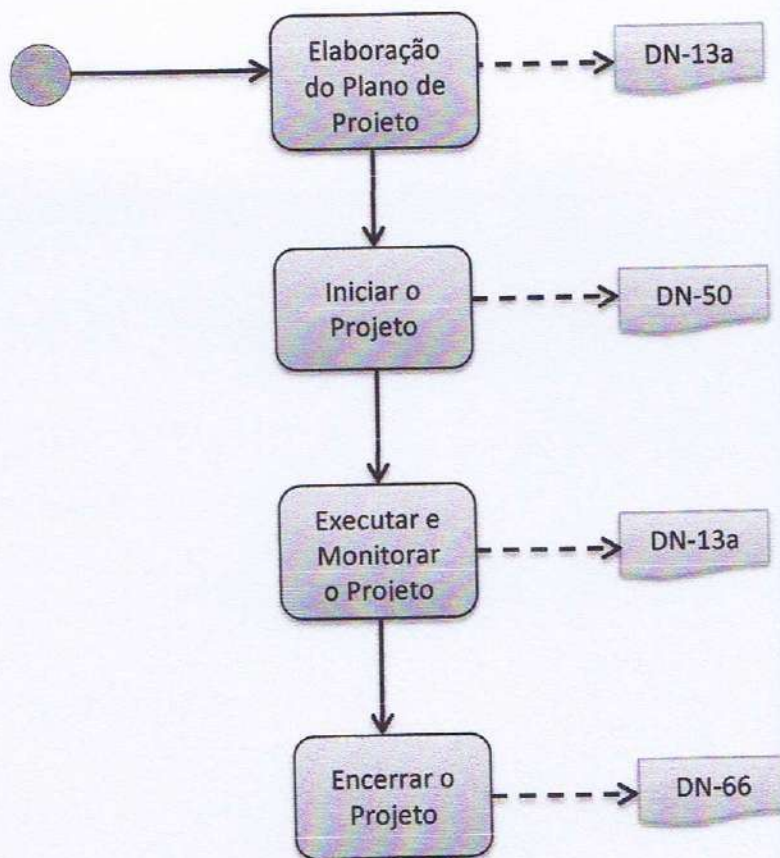 Elaboração
do Plano de
Projeto
DN-13a
Iniciar o
Projeto
DN-50
Executar e
Monitorar
o Projeto
DN-13a
Encerrar o
Projeto
DN-66